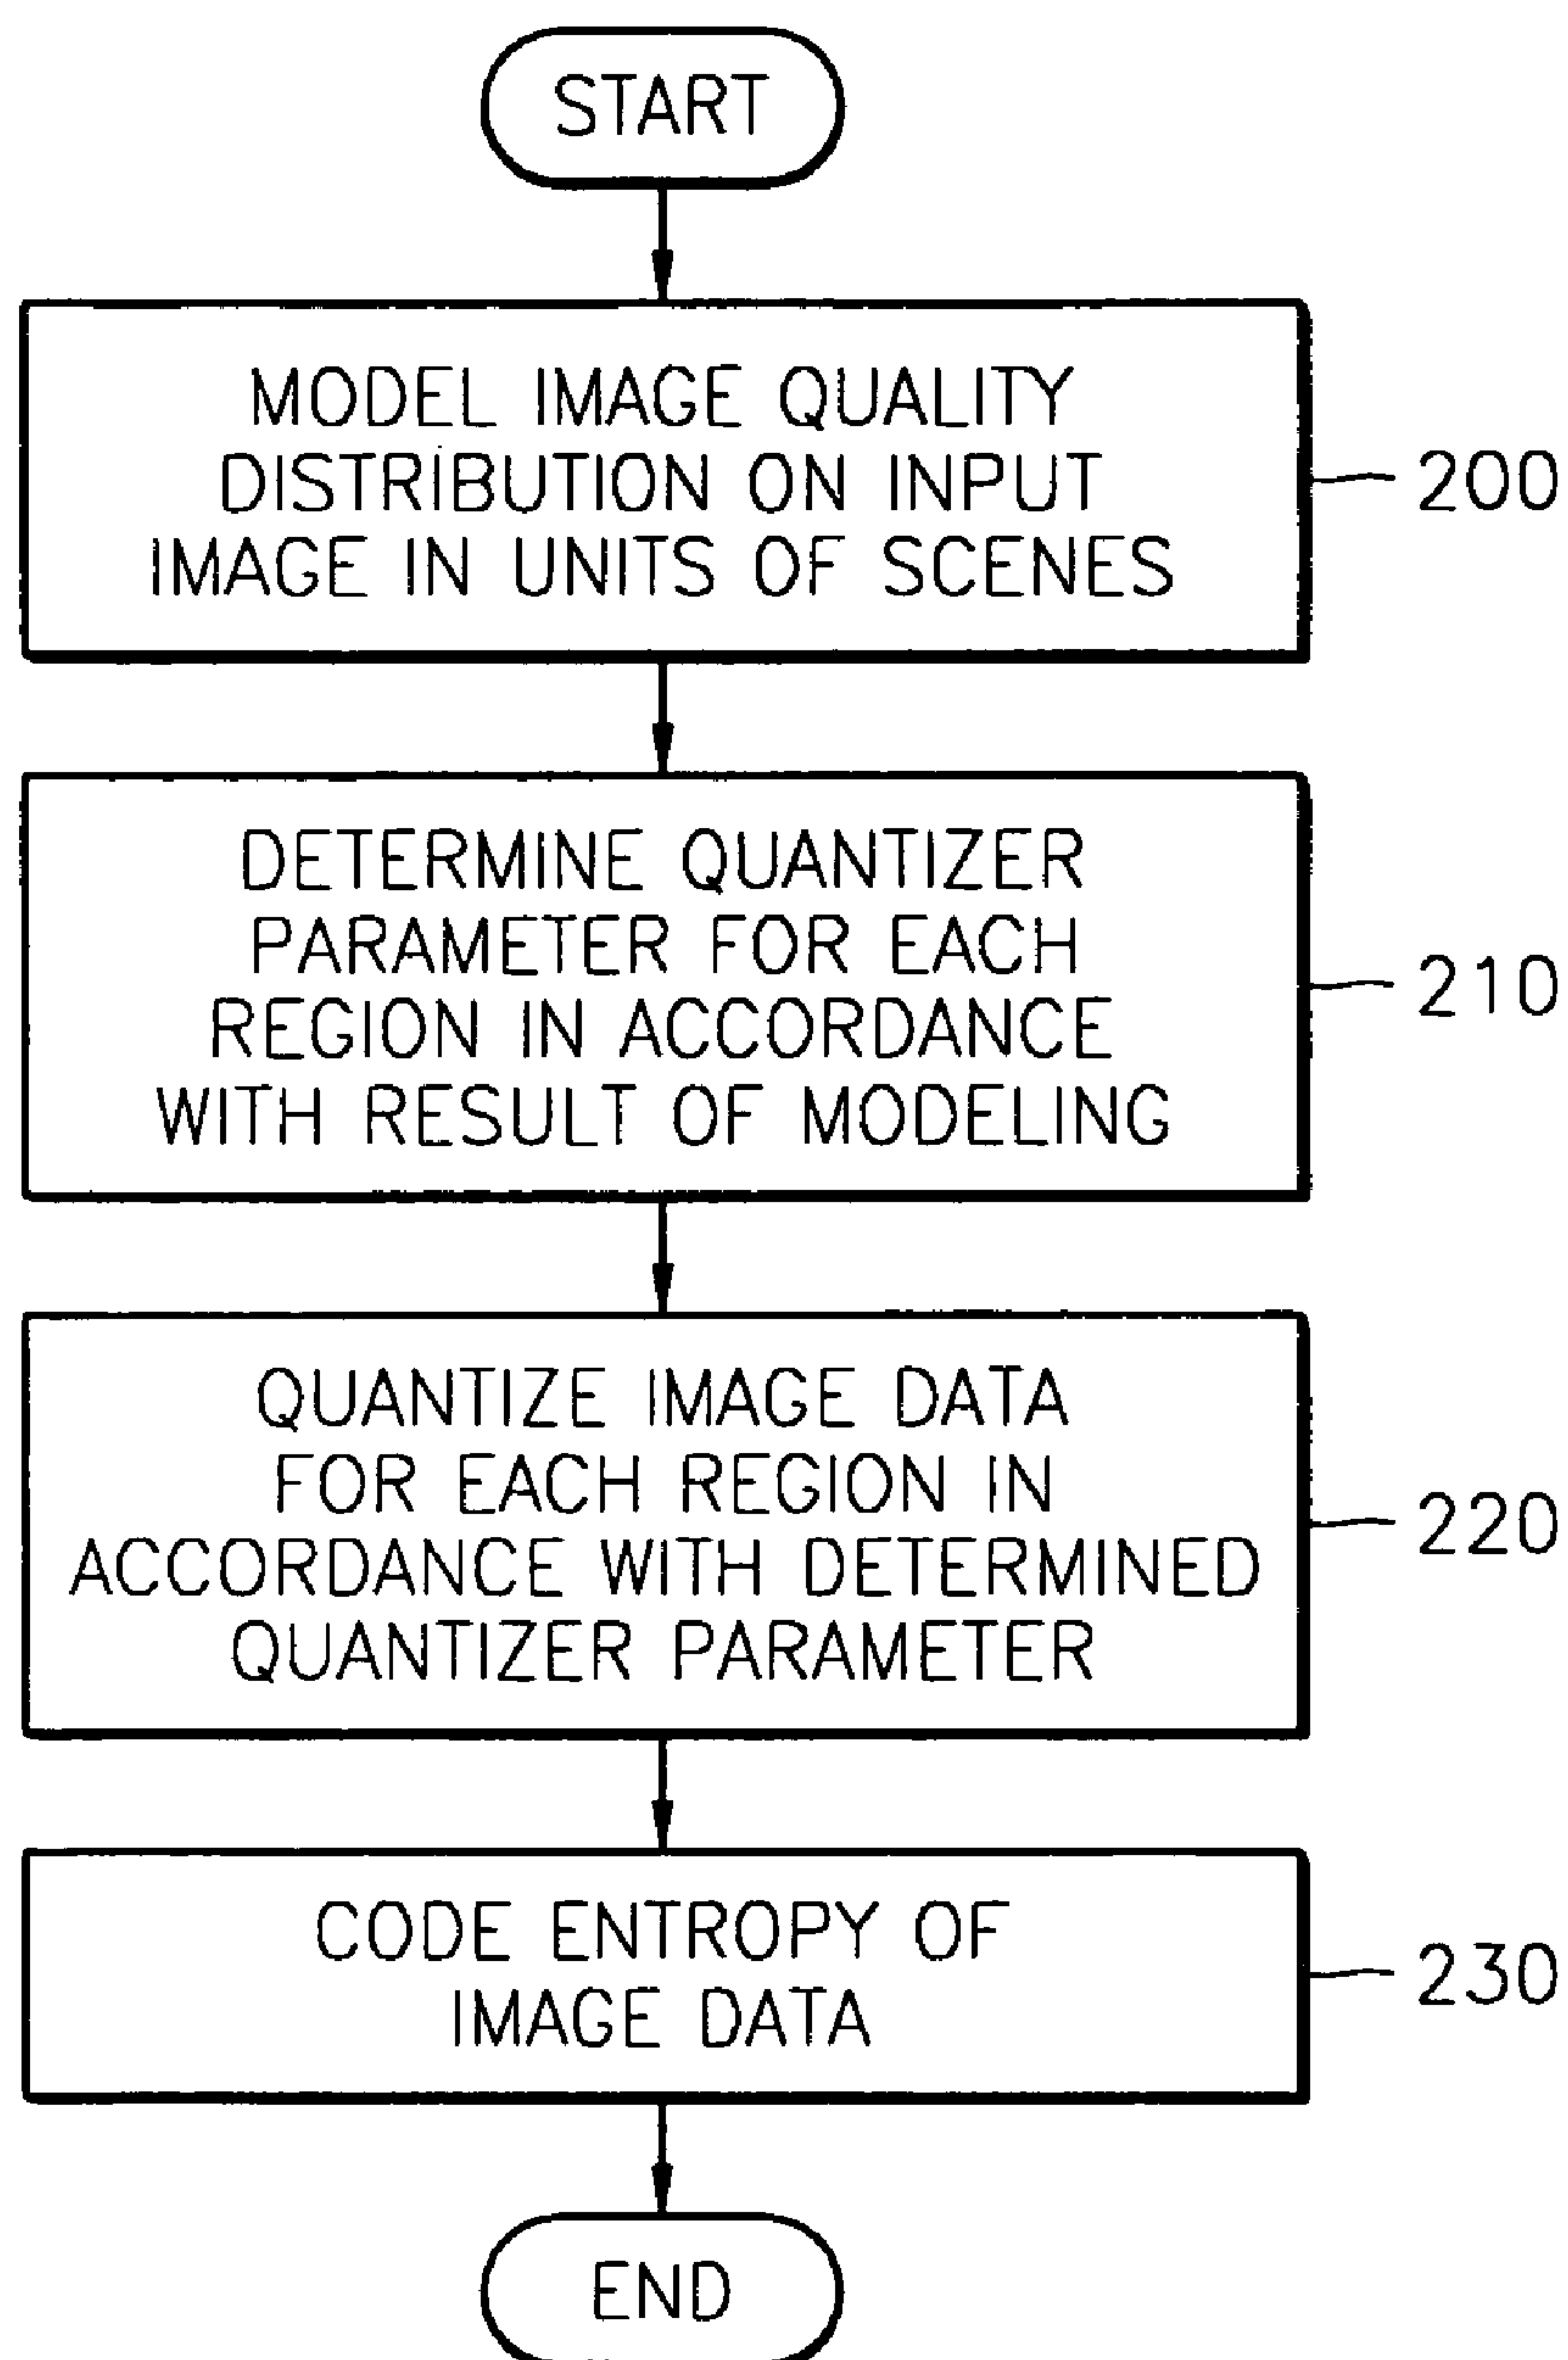 START
MODEL IMAGE QUALITY
DISTRIBUTION ON INPUT
IMAGE IN UNITS OF SCENES
200
DETERMINE QUANTIZER
PARAMETER FOR EACH
REGION IN ACCORDANCE
WITH RESULT OF MODELING
210
QUANTIZE IMAGE DATA
FOR EACH REGION IN
ACCORDANCE WITH DETERMINED
QUANTIZER PARAMETER
220
CODE ENTROPY OF
IMAGE DATA
230
END